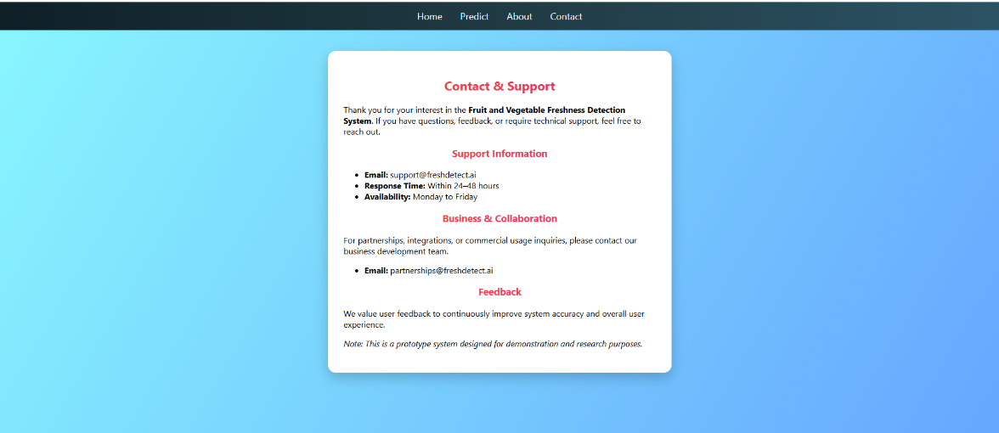 Home Predict About Contact
Contact & Support
Thank you for your interest in the Fruit and Vegetable Freshness Detection
System. If you have questions, feedback, or require technical support, feel free to
reach out.
Support Information
• Email: support@freshdetect.ai
• Response Time: Within 24–48 hours
• Availability: Monday to Friday
Business & Collaboration
For partnerships, integrations, or commercial usage inquiries, please contact our
business development team.
• Email: partnerships@freshdetect.ai
Feedback
We value user feedback to continuously improve system accuracy and overall user
experience.
Note: This is a prototype system designed for demonstration and research purposes.